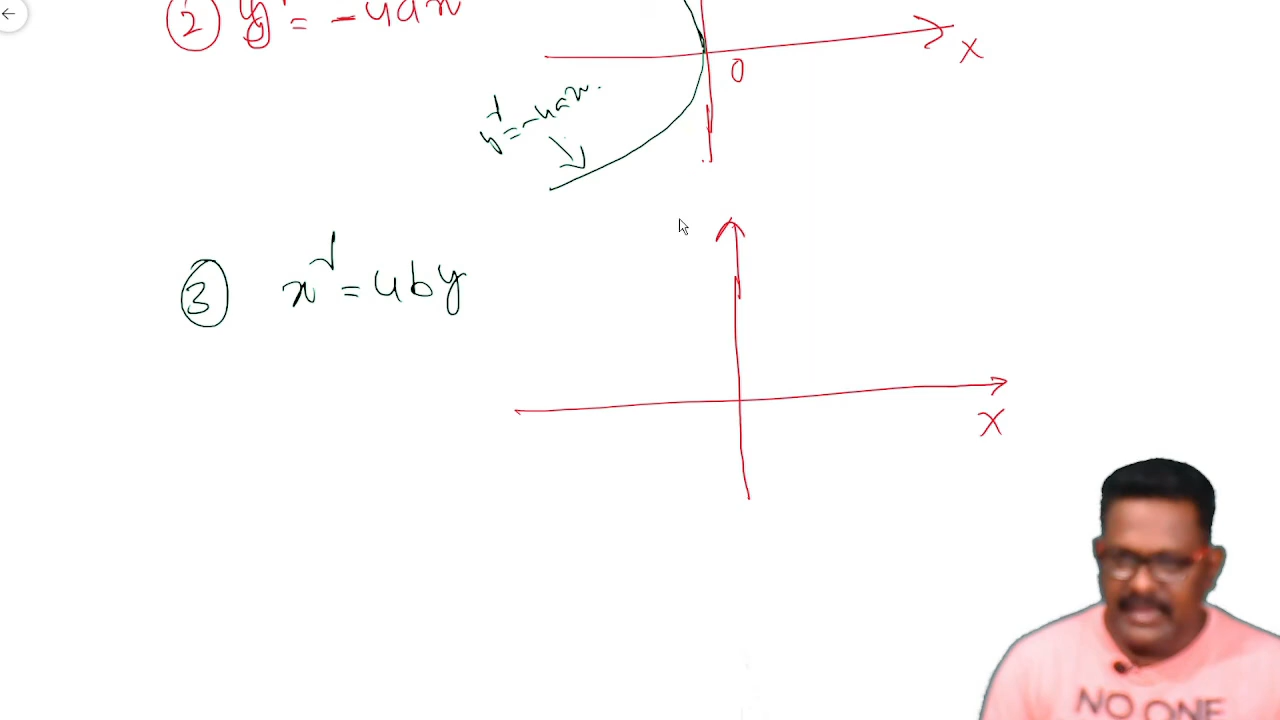 ② y² = -4ax
X
0
y² = -4ax.
③ x² = 4by
X
NO ONE